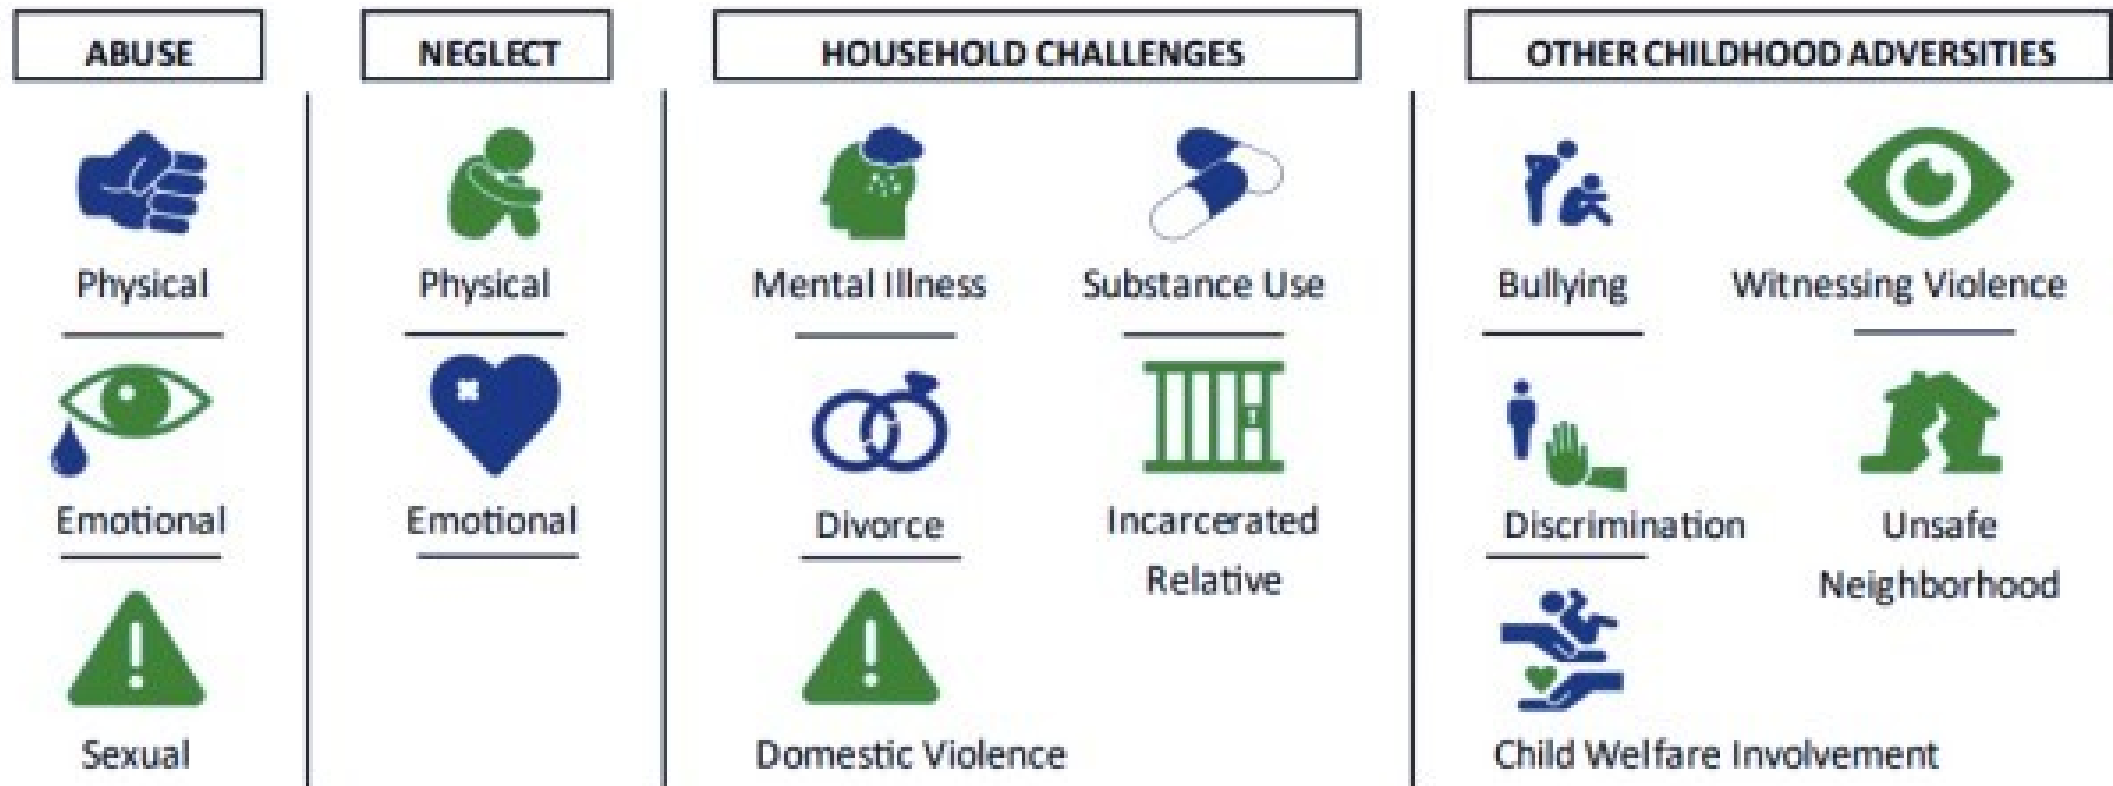 ABUSE
Physical
Emotional
Sexual
NEGLECT
Physical
Emotional
HOUSEHOLD CHALLENGES
Mental Illness
Substance Use
Divorce
Incarcerated
Relative
Domestic Violence
OTHER CHILDHOOD ADVERSITIES
Bullying
Witnessing Violence
Discrimination
Unsafe
Neighborhood
Child Welfare Involvement